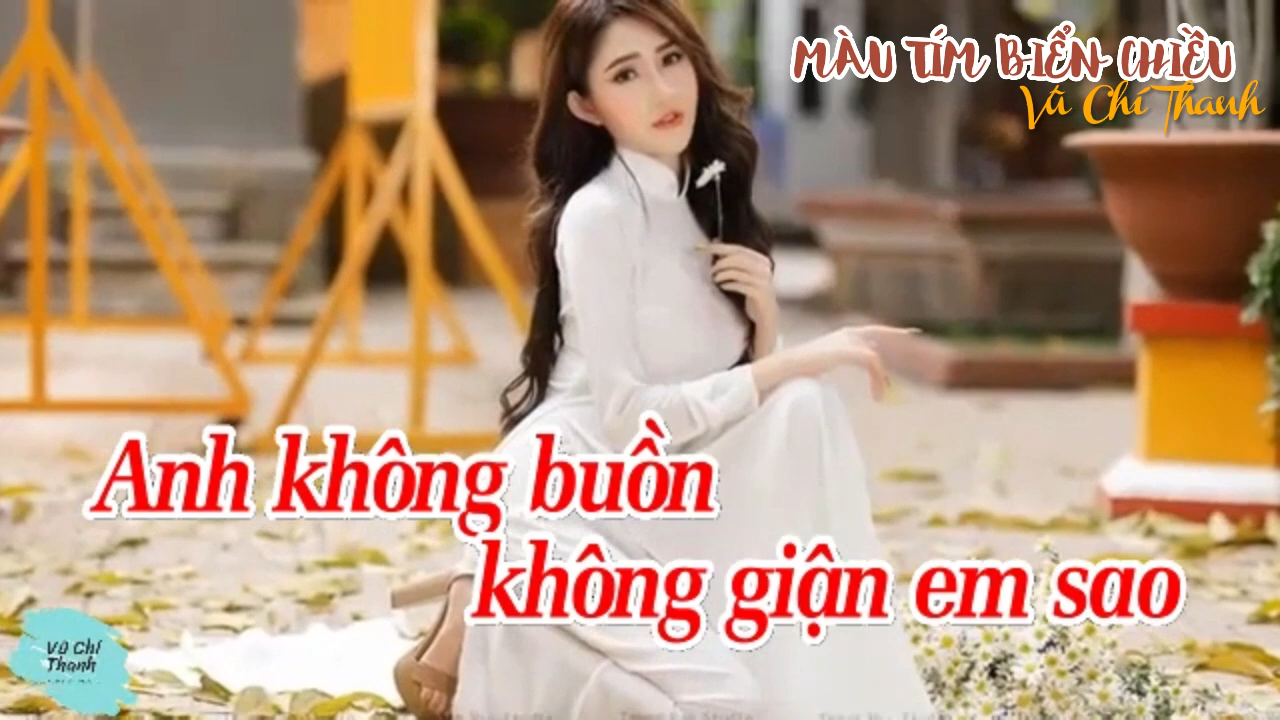 MÀU TÍM BIỂN CHIỀU
Vũ Chí Thanh
Anh không buồn
không giận em sao
Vũ Chí
Thanh